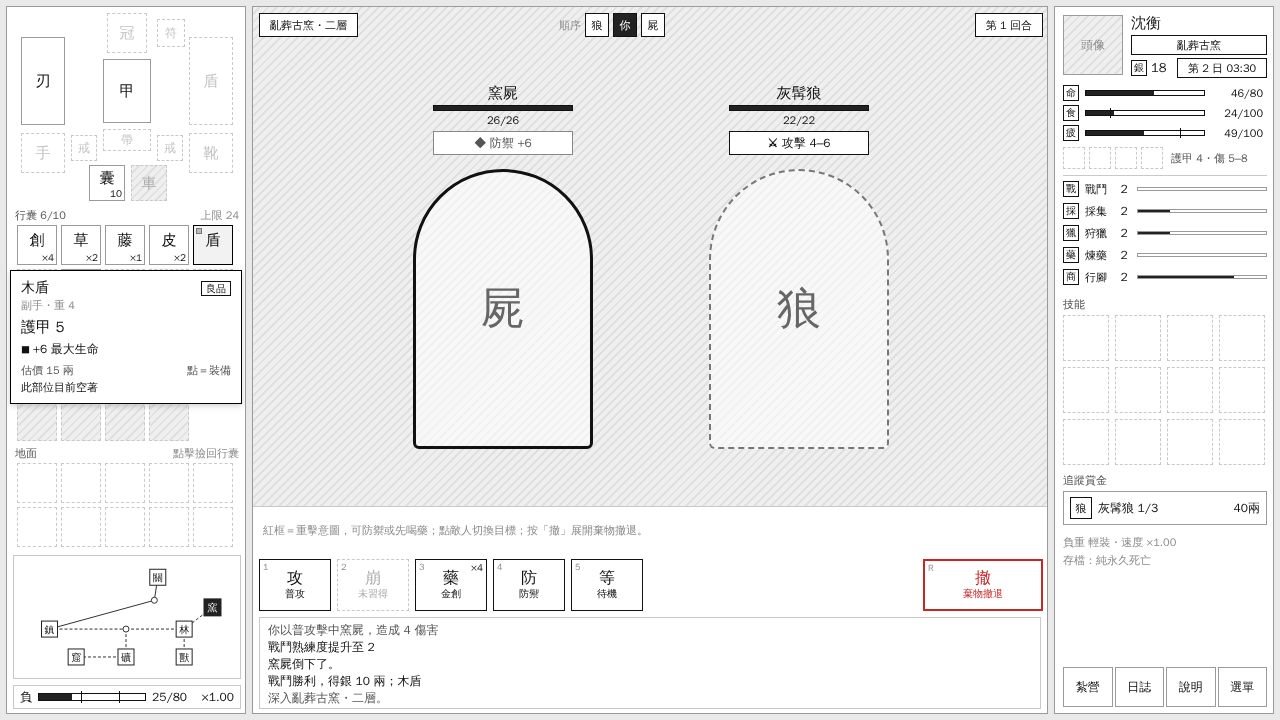 冠
符
刃
甲
盾
手
戒
帶
戒
靴
囊
10
車
行囊 6/10
上限 24
創
×4
草
×2
藤
×1
皮
×2
盾
木盾
良品
副手・重 4
護甲 5
■ +6 最大生命
估價 15 兩
點＝裝備
此部位目前空著
地面
點擊撿回行囊
關
窯
鎮
林
窟
礦
獸
負
25/80
×1.00
亂葬古窯・二層
順序
狼
你
屍
第 1 回合
窯屍
26/26
◆ 防禦 +6
屍
灰髯狼
22/22
⚔ 攻擊 4–6
狼
紅框＝重擊意圖，可防禦或先喝藥；點敵人切換目標；按「撤」展開棄物撤退。
1
攻
普攻
2
崩
未習得
3
×4
藥
金創
4
防
防禦
5
等
待機
R
撤
棄物撤退
你以普攻擊中窯屍，造成 4 傷害
戰鬥熟練度提升至 2
窯屍倒下了。
戰鬥勝利，得銀 10 兩；木盾
深入亂葬古窯・二層。
頭像
沈衡
亂葬古窯
銀 18
第 2 日 03:30
命
46/80
食
24/100
疲
49/100
護甲 4・傷 5–8
戰 戰鬥 2
採 採集 2
獵 狩獵 2
藥 煉藥 2
商 行腳 2
技能
追蹤賞金
狼 灰髯狼 1/3
40兩
負重 輕裝・速度 ×1.00
存檔：純永久死亡
紮營
日誌
說明
選單